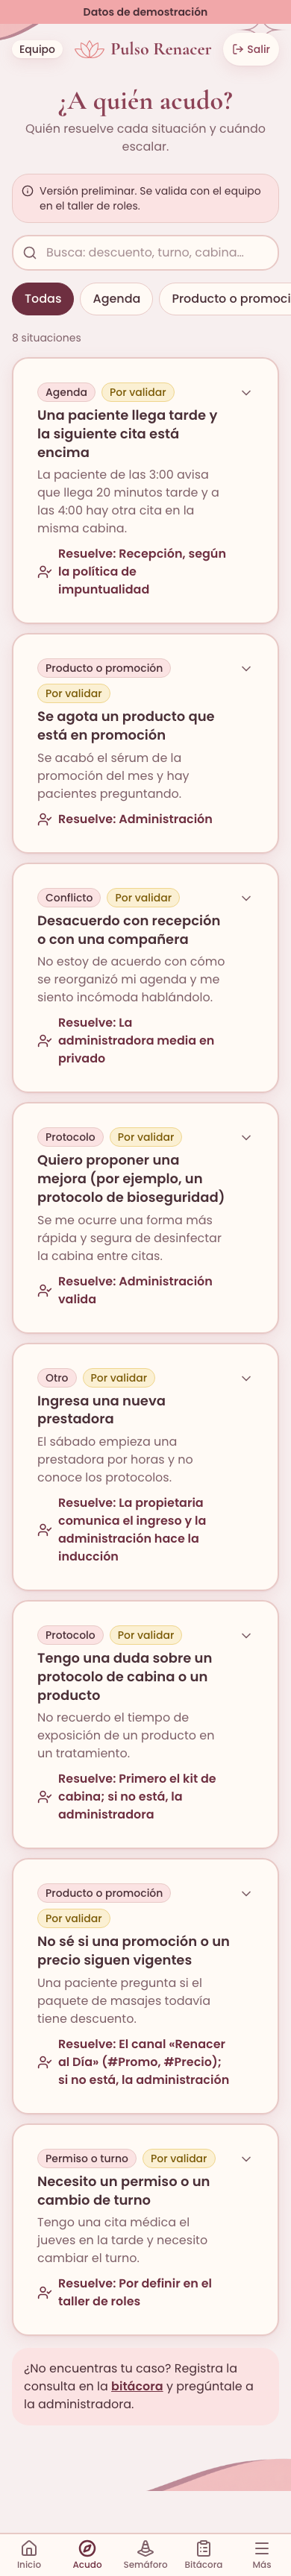 Datos de demostración
Equipo
Pulso Renacer
Salir
¿A quién acudo?
Quién resuelve cada situación y cuándo
escalar.
Versión preliminar. Se valida con el equipo
en el taller de roles.
Busca: descuento, turno, cabina...
Todas
Agenda
Producto o promoci
8 situaciones
Agenda
Por validar
Una paciente llega tarde y
la siguiente cita está
encima
La paciente de las 3:00 avisa
que llega 20 minutos tarde y a
las 4:00 hay otra cita en la
misma cabina.
Resuelve: Recepción, según
la política de
impuntualidad
Producto o promoción
Por validar
Se agota un producto que
está en promoción
Se acabó el sérum de la
promoción del mes y hay
pacientes preguntando.
Resuelve: Administración
Conflicto
Por validar
Desacuerdo con recepción
o con una compañera
No estoy de acuerdo con cómo
se reorganizó mi agenda y me
siento incómoda hablándolo.
Resuelve: La
administradora media en
privado
Protocolo
Por validar
Quiero proponer una
mejora (por ejemplo, un
protocolo de bioseguridad)
Se me ocurre una forma más
rápida y segura de desinfectar
la cabina entre citas.
Resuelve: Administración
valida
Otro
Por validar
Ingresa una nueva
prestadora
El sábado empieza una
prestadora por horas y no
conoce los protocolos.
Resuelve: La propietaria
comunica el ingreso y la
administración hace la
inducción
Protocolo
Por validar
Tengo una duda sobre un
protocolo de cabina o un
producto
No recuerdo el tiempo de
exposición de un producto en
un tratamiento.
Resuelve: Primero el kit de
cabina; si no está, la
administradora
Producto o promoción
Por validar
No sé si una promoción o un
precio siguen vigentes
Una paciente pregunta si el
paquete de masajes todavía
tiene descuento.
Resuelve: El canal «Renacer
al Día» (#Promo, #Precio);
si no está, la administración
Permiso o turno
Por validar
Necesito un permiso o un
cambio de turno
Tengo una cita médica el
jueves en la tarde y necesito
cambiar el turno.
Resuelve: Por definir en el
taller de roles
¿No encuentras tu caso? Registra la
consulta en la bitácora y pregúntale a
la administradora.
Inicio
Acudo
Semáforo
Bitácora
Más